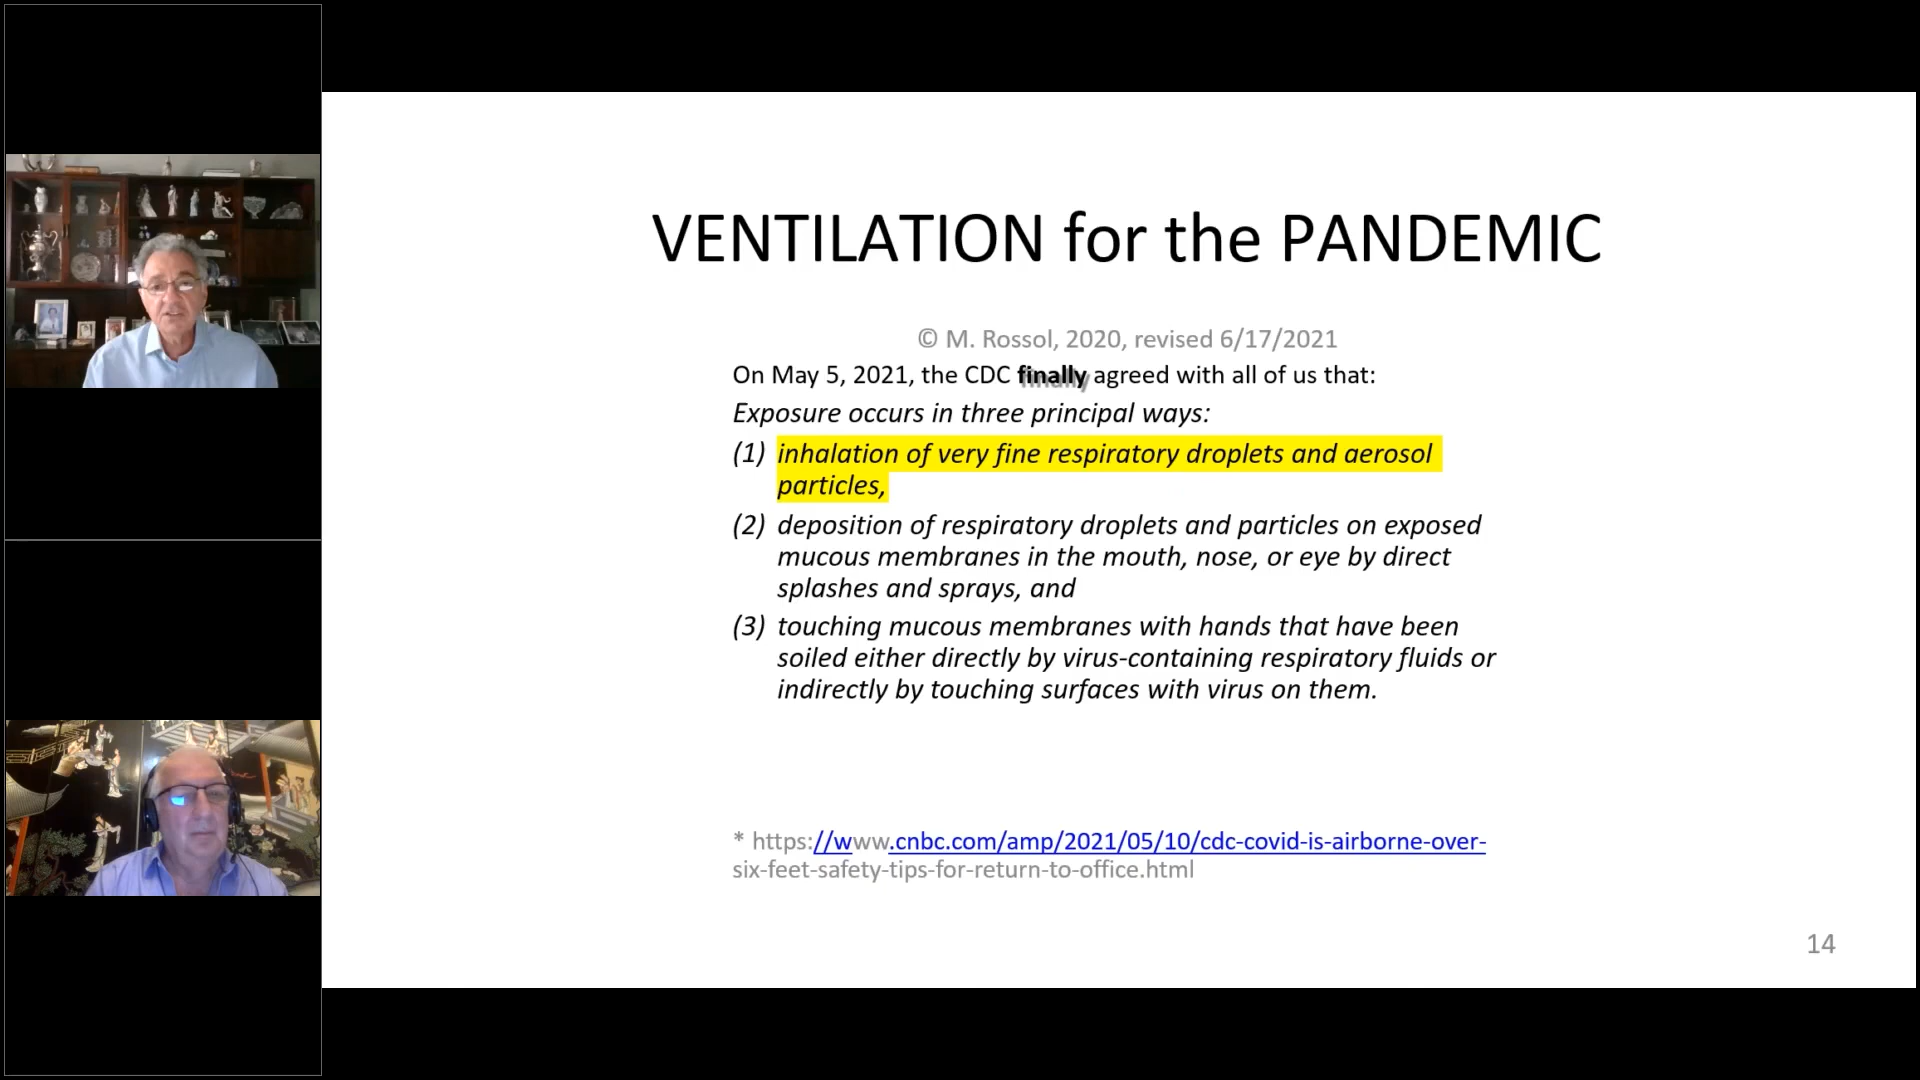 VENTILATION for the PANDEMIC
© M. Rossol, 2020, revised 6/17/2021
On May 5, 2021, the CDC finally agreed with all of us that:
Exposure occurs in three principal ways:
(1) inhalation of very fine respiratory droplets and aerosol
particles,
(2) deposition of respiratory droplets and particles on exposed
mucous membranes in the mouth, nose, or eye by direct
splashes and sprays, and
(3) touching mucous membranes with hands that have been
soiled either directly by virus-containing respiratory fluids or
indirectly by touching surfaces with virus on them.
* https://www.cnbc.com/amp/2021/05/10/cdc-covid-is-airborne-over-
six-feet-safety-tips-for-return-to-office.html
14